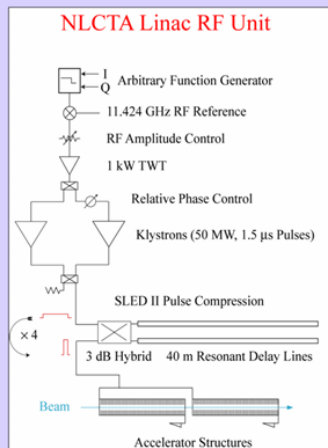 NLCTA Linac RF Unit
I
Q
Arbitrary Function Generator
11.424 GHz RF Reference
RF Amplitude Control
1 kW TWT
Relative Phase Control
Klystrons (50 MW, 1.5 μs Pulses)
SLED II Pulse Compression
× 4
3 dB Hybrid
40 m Resonant Delay Lines
Beam
Accelerator Structures